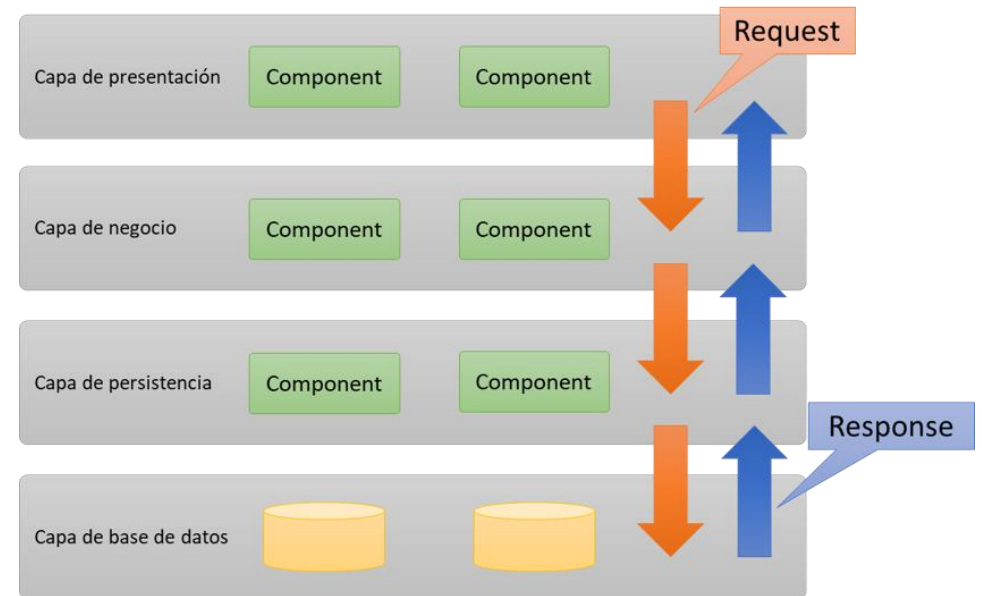 Request
Capa de presentación
Component
Component
Capa de negocio
Component
Component
Capa de persistencia
Component
Component
Response
Capa de base de datos